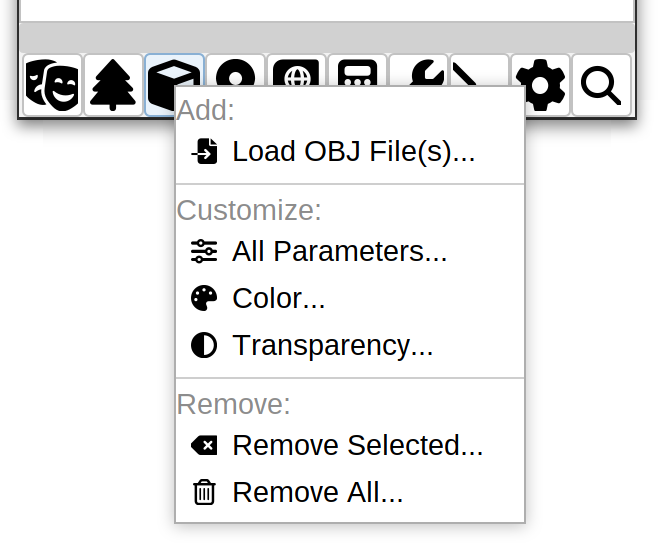 Add:
Load OBJ File(s)...
Customize:
All Parameters...
Color...
Transparency...
Remove:
Remove Selected...
Remove All...